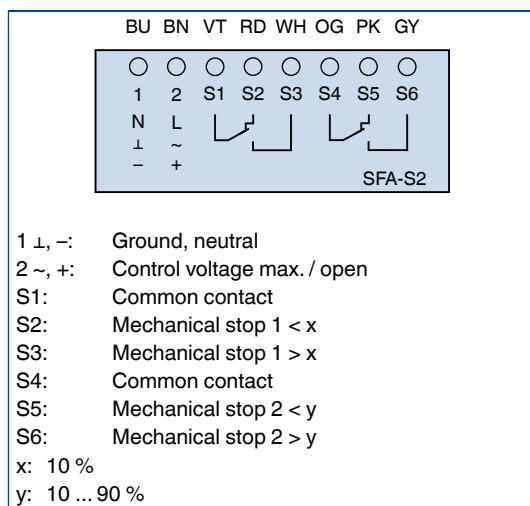 BU BN VT RD WH OG PK GY
1 2 S1 S2 S3 S4 S5 S6
N L
⊥ ~
– +
SFA-S2
1 ⊥, –: Ground, neutral
2 ~, +: Control voltage max. / open
S1: Common contact
S2: Mechanical stop 1 < x
S3: Mechanical stop 1 > x
S4: Common contact
S5: Mechanical stop 2 < y
S6: Mechanical stop 2 > y
x: 10 %
y: 10 ... 90 %